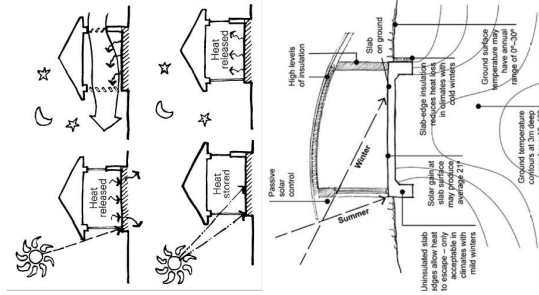 Heat
released
Heat
released
Heat
stored
High levels
of insulation
Slab
on ground
Passive
solar
control
Winter
Summer
Slab-edge insulation
reduces heat loss
in climates with
cold winters
Ground surface
temperature may
have annual
range of 0°–30°
Solar gain at
slab surface
may produce
average 21°
Ground temperature
contours at 3m deep
Uninsulated slab
edges allow heat
to escape – only
acceptable in
climates with
mild winters